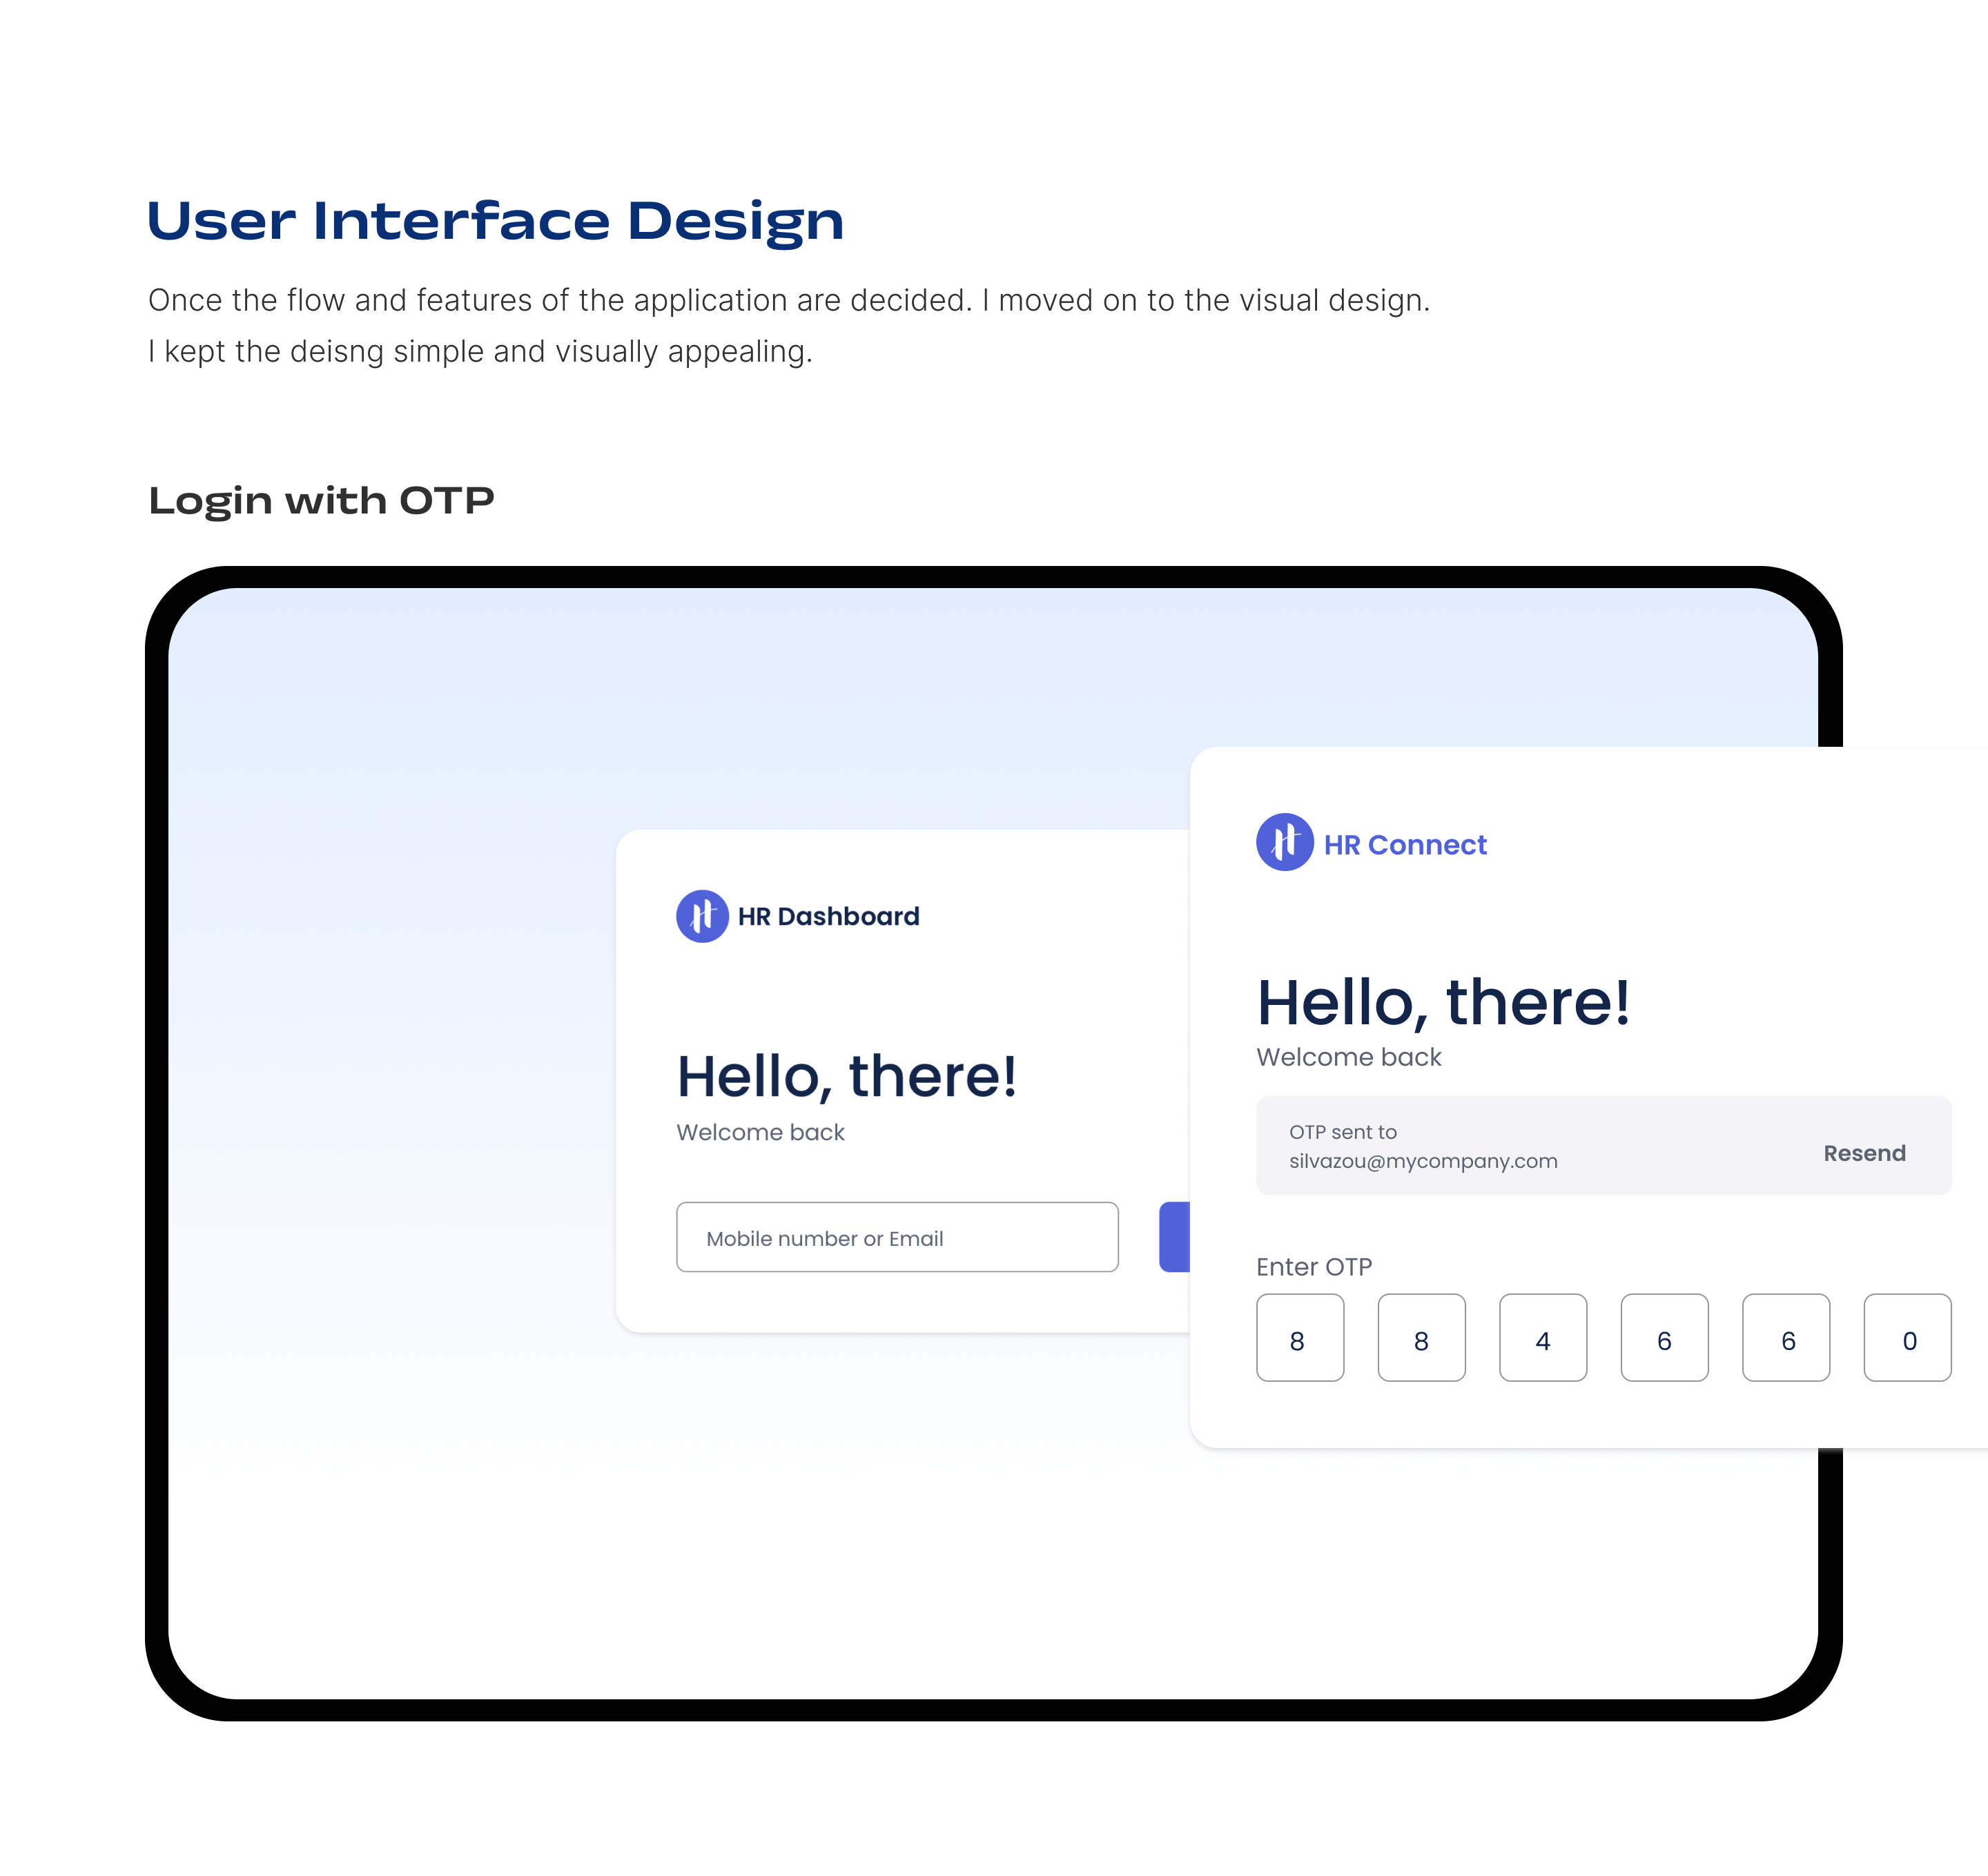 User Interface Design
Once the flow and features of the application are decided. I moved on to the visual design.
I kept the deisng simple and visually appealing.
Login with OTP
HR Dashboard
Hello, there!
Welcome back
Mobile number or Email
HR Connect
Hello, there!
Welcome back
OTP sent to
silvazou@mycompany.com
Resend
Enter OTP
8 8 4 6 6 0